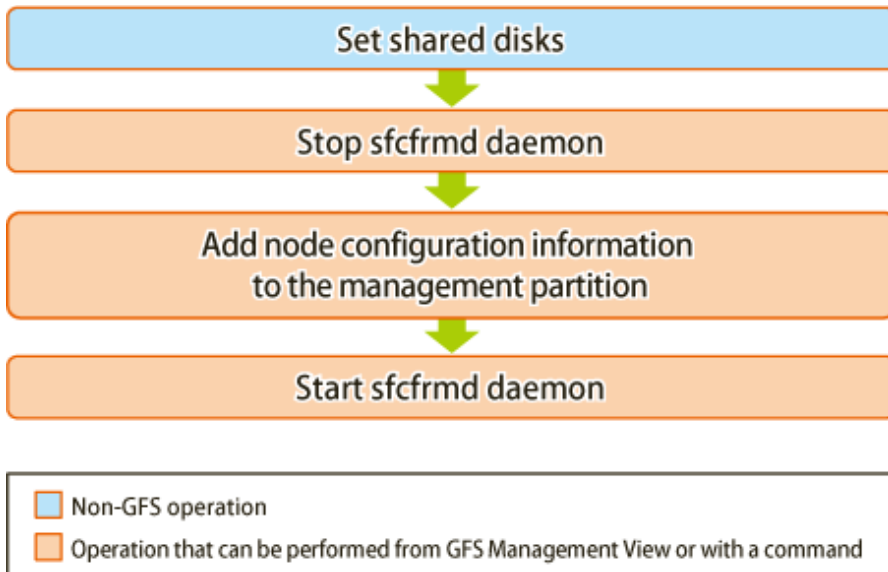 Set shared disks
Stop sfcfrmd daemon
Add node configuration information
to the management partition
Start sfcfrmd daemon
Non-GFS operation
Operation that can be performed from GFS Management View or with a command